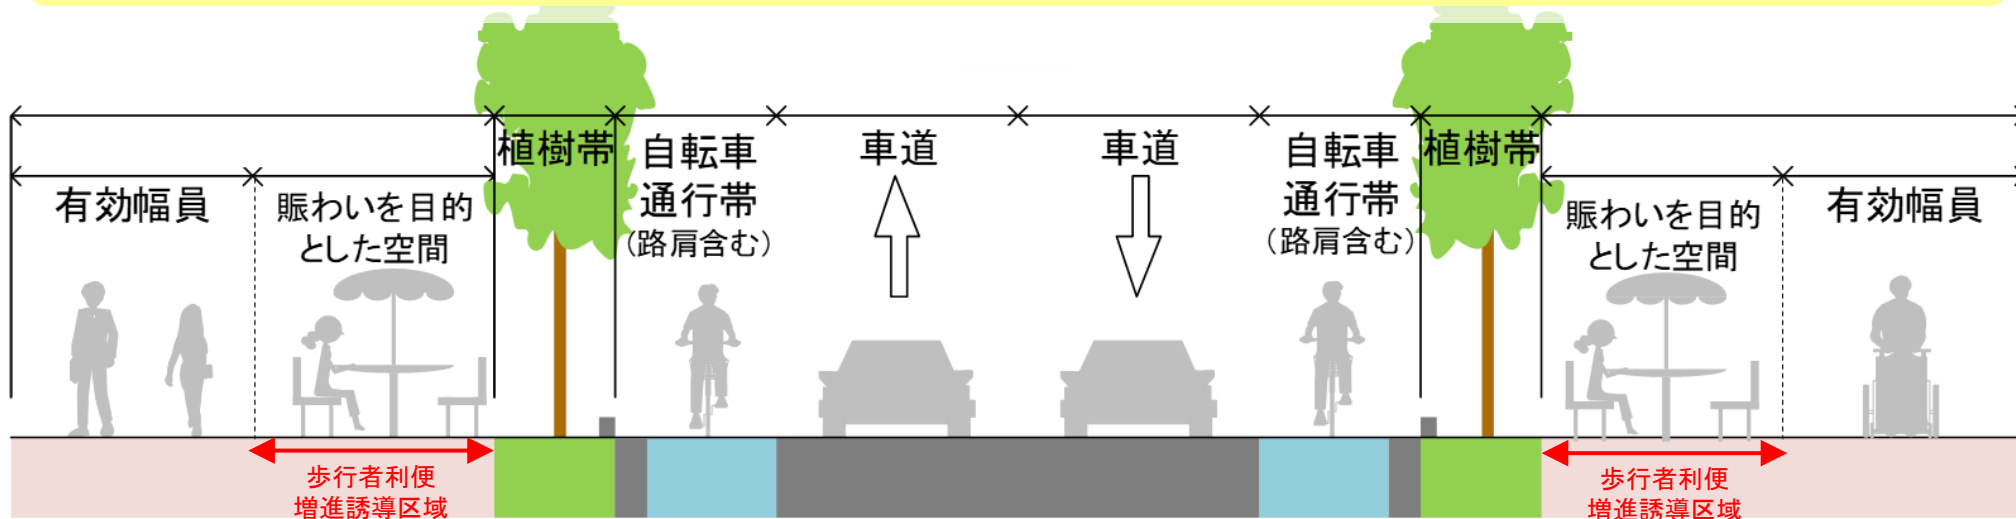 植樹帯
自転車
通行帯
(路肩含む)
車道
車道
自転車
通行帯
(路肩含む)
植樹帯
有効幅員
賑わいを目的
とした空間
賑わいを目的
とした空間
有効幅員
歩行者利便
増進誘導区域
歩行者利便
増進誘導区域